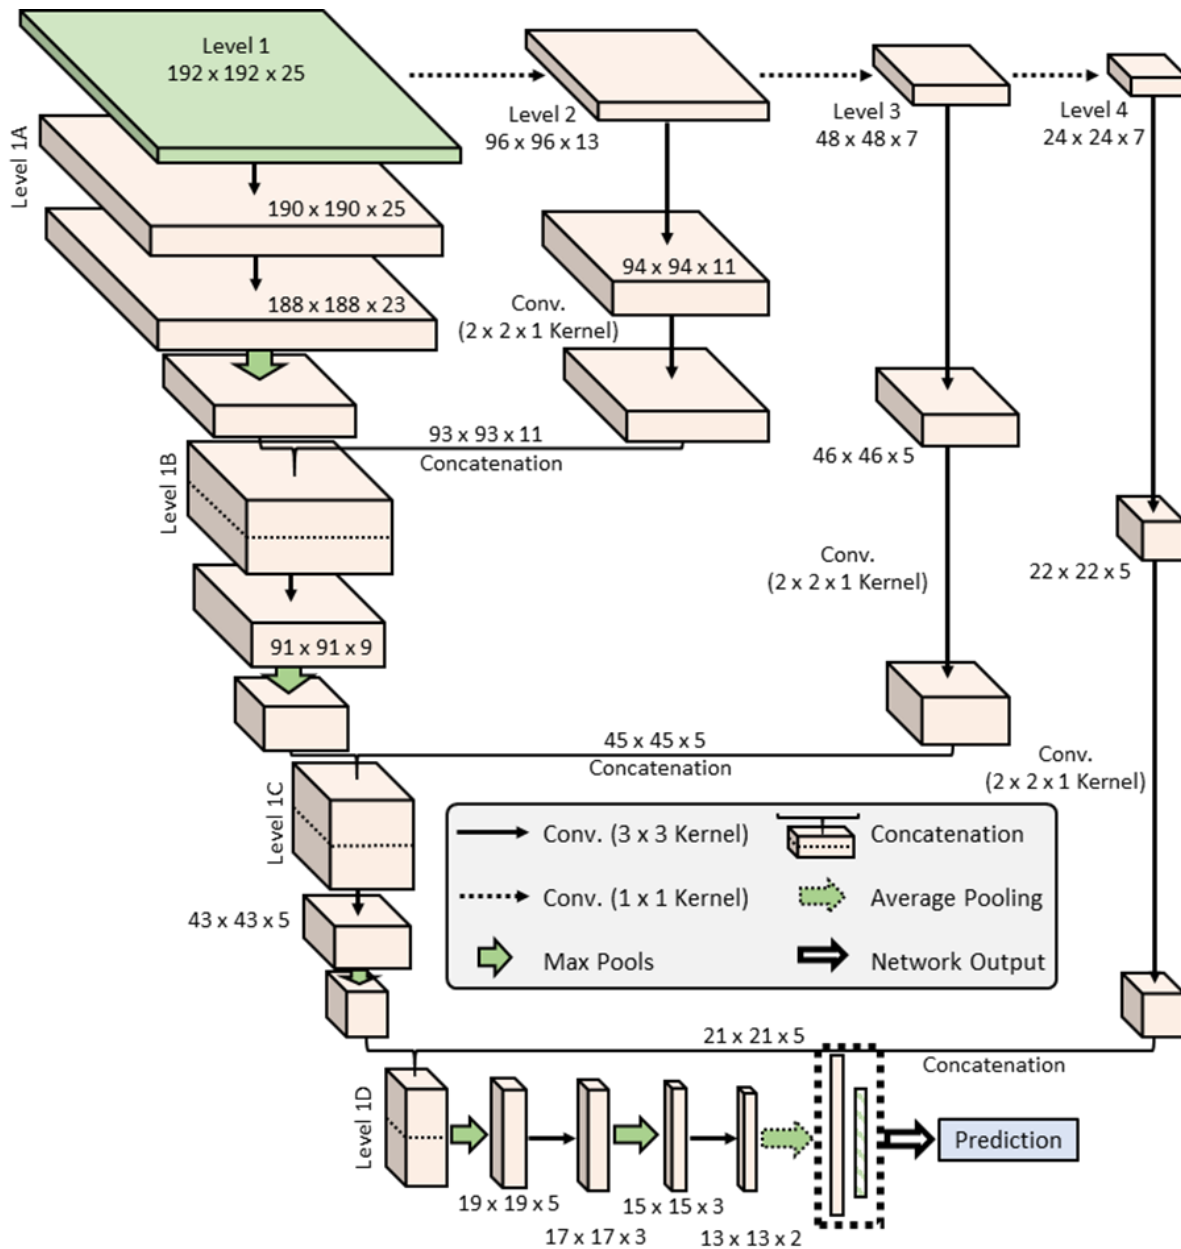 Level 1
192 x 192 x 25
Level 2
96 x 96 x 13
Level 3
48 x 48 x 7
Level 4
24 x 24 x 7
Level 1A
190 x 190 x 25
188 x 188 x 23
94 x 94 x 11
Conv.
(2 x 2 x 1 Kernel)
93 x 93 x 11
Concatenation
46 x 46 x 5
Level 1B
Conv.
(2 x 2 x 1 Kernel)
22 x 22 x 5
91 x 91 x 9
45 x 45 x 5
Concatenation
Conv.
(2 x 2 x 1 Kernel)
Level 1C
43 x 43 x 5
Conv. (3 x 3 Kernel)
Concatenation
Conv. (1 x 1 Kernel)
Average Pooling
Max Pools
Network Output
21 x 21 x 5
Concatenation
Level 1D
Prediction
19 x 19 x 5
15 x 15 x 3
17 x 17 x 3
13 x 13 x 2